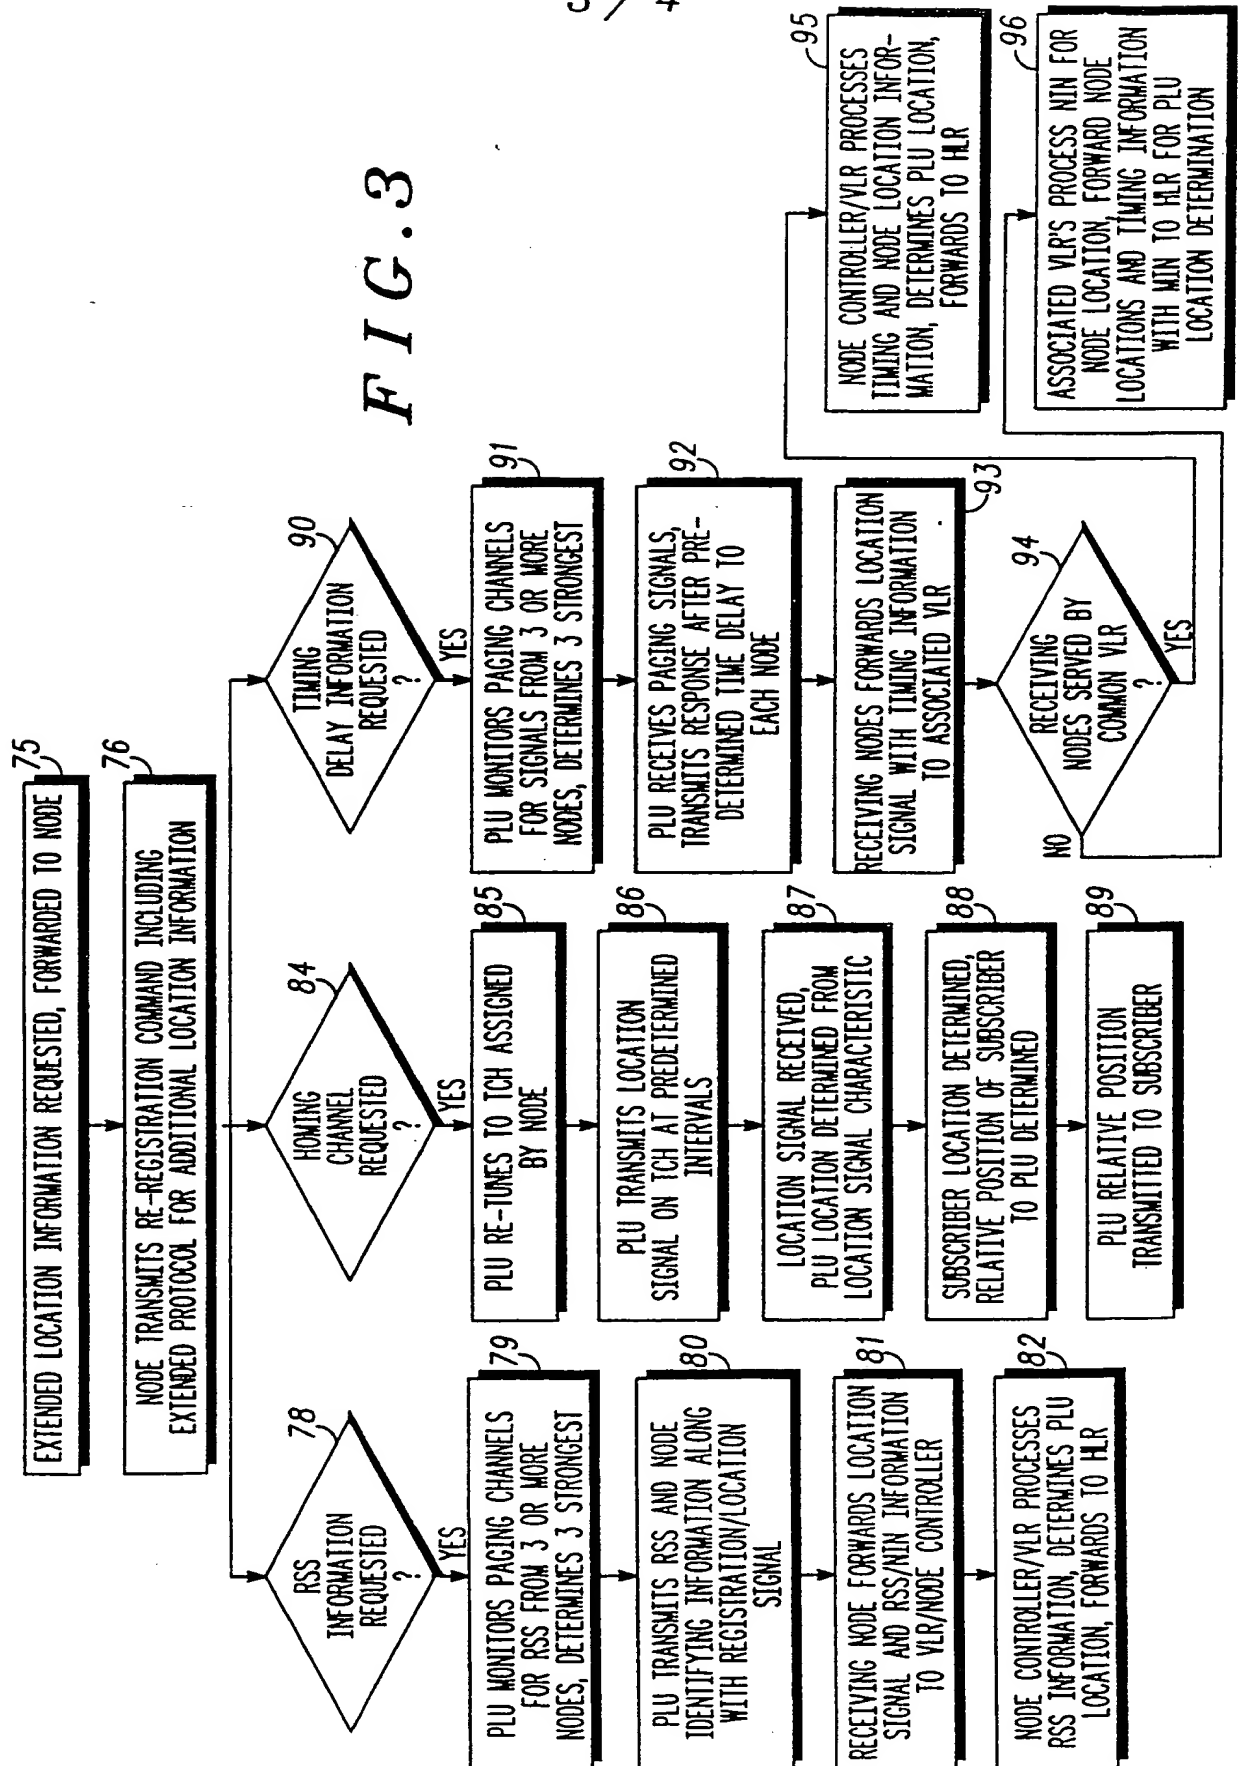 3/4
EXTENDED LOCATION INFORMATION REQUESTED, FORWARDED TO NODE
75
NODE TRANSMITS RE-REGISTRATION COMMAND INCLUDING
EXTENDED PROTOCOL FOR ADDITIONAL LOCATION INFORMATION
76
RSS
INFORMATION
REQUESTED
?
78
YES
PLU MONITORS PAGING CHANNELS
FOR RSS FROM 3 OR MORE
NODES, DETERMINES 3 STRONGEST
79
PLU TRANSMITS RSS AND NODE
IDENTIFYING INFORMATION ALONG
WITH REGISTRATION/LOCATION
SIGNAL
80
RECEIVING NODE FORWARDS LOCATION
SIGNAL AND RSS/NIN INFORMATION
TO VLR/NODE CONTROLLER
81
NODE CONTROLLER/VLR PROCESSES
RSS INFORMATION, DETERMINES PLU
LOCATION, FORWARDS TO HLR
82
HOMING
CHANNEL
REQUESTED
?
84
YES
PLU RE-TUNES TO TCH ASSIGNED
BY NODE
85
PLU TRANSMITS LOCATION
SIGNAL ON TCH AT PREDETERMINED
INTERVALS
86
LOCATION SIGNAL RECEIVED,
PLU LOCATION DETERMINED FROM
LOCATION SIGNAL CHARACTERISTIC
87
SUBSCRIBER LOCATION DETERMINED,
RELATIVE POSITION OF SUBSCRIBER
TO PLU DETERMINED
88
PLU RELATIVE POSITION
TRANSMITTED TO SUBSCRIBER
89
TIMING
DELAY INFORMATION
REQUESTED
?
90
YES
PLU MONITORS PAGING CHANNELS
FOR SIGNALS FROM 3 OR MORE
NODES, DETERMINES 3 STRONGEST
91
PLU RECEIVES PAGING SIGNALS,
TRANSMITS RESPONSE AFTER PRE-
DETERMINED TIME DELAY TO
EACH NODE
92
RECEIVING NODES FORWARDS LOCATION
SIGNAL WITH TIMING INFORMATION
TO ASSOCIATED VLR
93
RECEIVING
NODES SERVED BY
COMMON VLR
?
94
NO
YES
NODE CONTROLLER/VLR PROCESSES
TIMING AND NODE LOCATION INFOR-
MATION, DETERMINES PLU LOCATION,
FORWARDS TO HLR
95
ASSOCIATED VLR'S PROCESS NIN FOR
NODE LOCATION, FORWARD NODE
LOCATIONS AND TIMING INFORMATION
WITH MIN TO HLR FOR PLU
LOCATION DETERMINATION
96
FIG.3